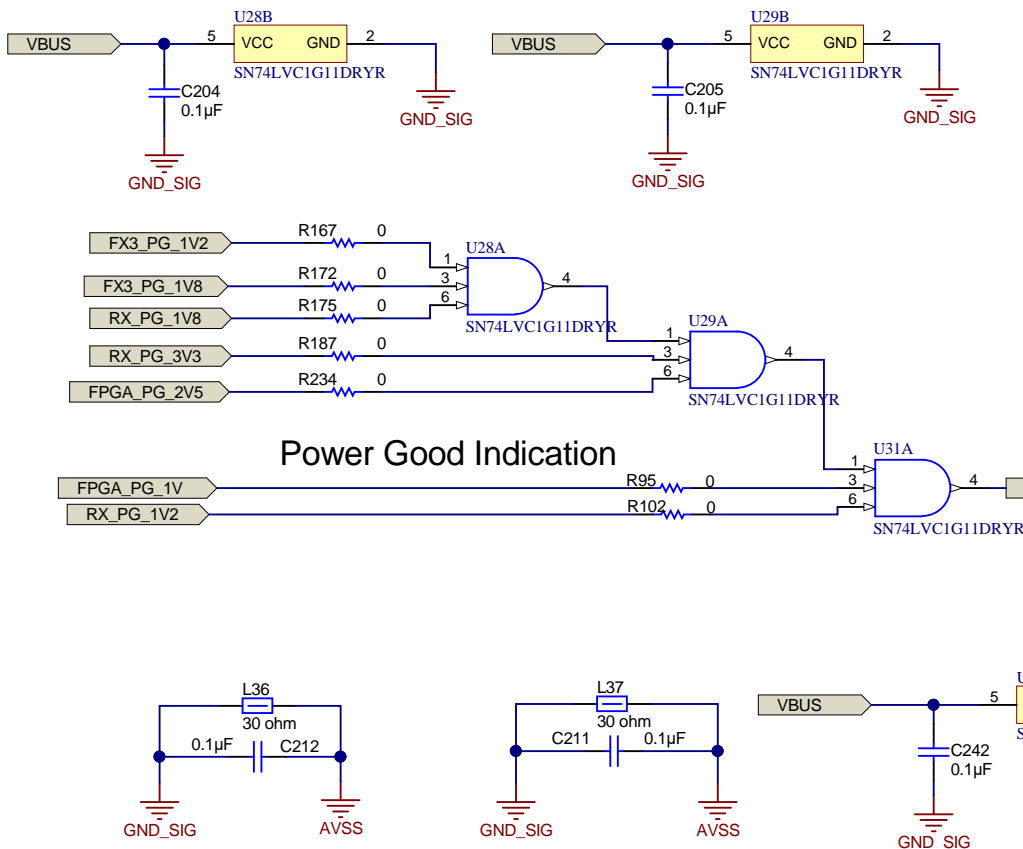 U28B
VBUS 5 VCC GND 2
SN74LVC1G11DRYR
C204
0.1µF
GND_SIG
GND_SIG
U29B
VBUS 5 VCC GND 2
SN74LVC1G11DRYR
C205
0.1µF
GND_SIG
GND_SIG
FX3_PG_1V2 R167 0
FX3_PG_1V8 R172 0
RX_PG_1V8 R175 0
RX_PG_3V3 R187 0
FPGA_PG_2V5 R234 0
U28A
1
3
6
4
SN74LVC1G11DRYR
U29A
1
3
6
4
SN74LVC1G11DRYR
Power Good Indication
FPGA_PG_1V R95 0
RX_PG_1V2 R102 0
U31A
1
3
6
4
SN74LVC1G11DRYR
L36
30 ohm
0.1µF C212
GND_SIG AVSS
L37
30 ohm
C211 0.1µF
GND_SIG AVSS
VBUS 5
U
S
C242
0.1µF
GND_SIG